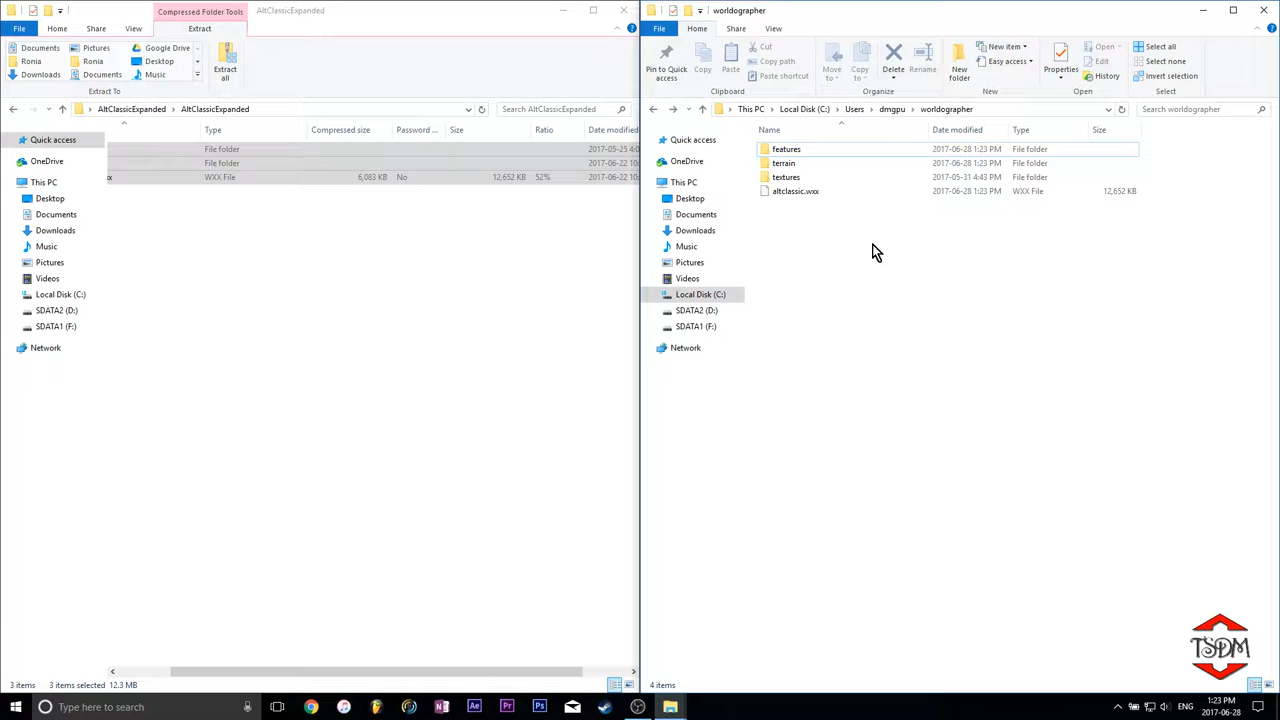 Compressed Folder Tools
AltClassicExpanded
File
Home
Share
View
Extract
Documents
Pictures
Google Drive
Ronia
Ronia
Desktop
Downloads
Documents
Music
Extract all
Extract To
AltClassicExpanded
AltClassicExpanded
Search AltClassicExpanded
Type
Compressed size
Password ...
Size
Ratio
Date modified
File folder
2017-05-25 4:0
File folder
2017-06-22 10:
WXX File
6,083 KB
No
12,652 KB
52%
2017-06-22 10:
Quick access
OneDrive
This PC
Desktop
Documents
Downloads
Music
Pictures
Videos
Local Disk (C:)
SDATA2 (D:)
SDATA1 (F:)
Network
3 items
3 items selected
12.3 MB
worldographer
File
Home
Share
View
Pin to Quick access
Copy
Paste
Cut
Copy path
Paste shortcut
Clipboard
Move to
Copy to
Delete
Rename
Organize
New folder
New item
Easy access
New
Properties
Open
Edit
History
Open
Select all
Select none
Invert selection
Select
This PC
Local Disk (C:)
Users
dmgpu
worldographer
Search worldographer
Name
Date modified
Type
Size
features
2017-06-28 1:23 PM
File folder
terrain
2017-06-28 1:23 PM
File folder
textures
2017-05-31 4:43 PM
File folder
altclassic.wxx
2017-06-28 1:23 PM
WXX File
12,652 KB
Quick access
OneDrive
This PC
Desktop
Documents
Downloads
Music
Pictures
Videos
Local Disk (C:)
SDATA2 (D:)
SDATA1 (F:)
Network
4 items
TSDM
Type here to search
ENG
1:23 PM
2017-06-28